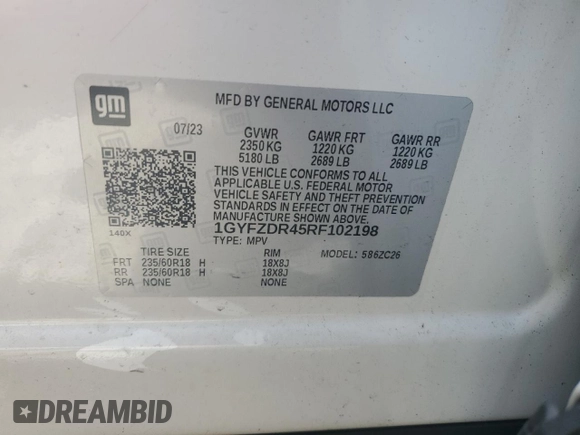 gm
MFD BY GENERAL MOTORS LLC
07/23 GVWR GAWR FRT GAWR RR
2350 KG 1220 KG 1220 KG
5180 LB 2689 LB 2689 LB
THIS VEHICLE CONFORMS TO ALL
APPLICABLE U.S. FEDERAL MOTOR
VEHICLE SAFETY AND THEFT PREVENTION
STANDARDS IN EFFECT ON THE DATE OF
MANUFACTURE SHOWN ABOVE.
1GYFZDR45RF102198
140X TYPE: MPV MODEL: 5862C26
TIRE SIZE RIM
FRT 235/60R18 H 18X8J
RR 235/60R18 H 18X8J
SPA NONE NONE
DREAMBID